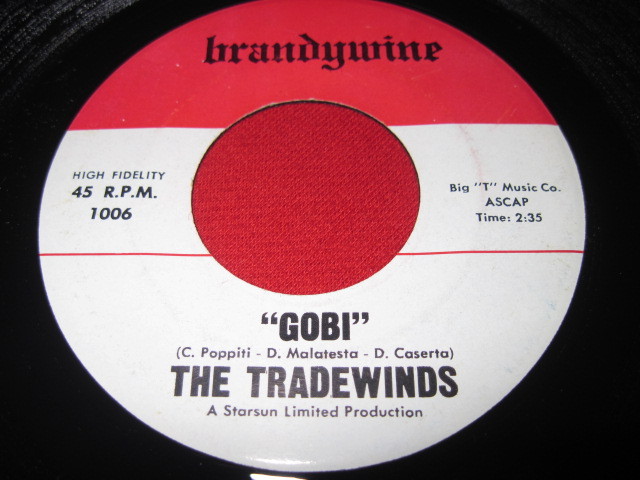 brandywine
HIGH FIDELITY
45 R.P.M.
1006
Big "T" Music Co.
ASCAP
Time: 2:35
"GOBI"
(C. Poppiti - D. Malatesta - D. Caserta)
THE TRADEWINDS
A Starsun Limited Production